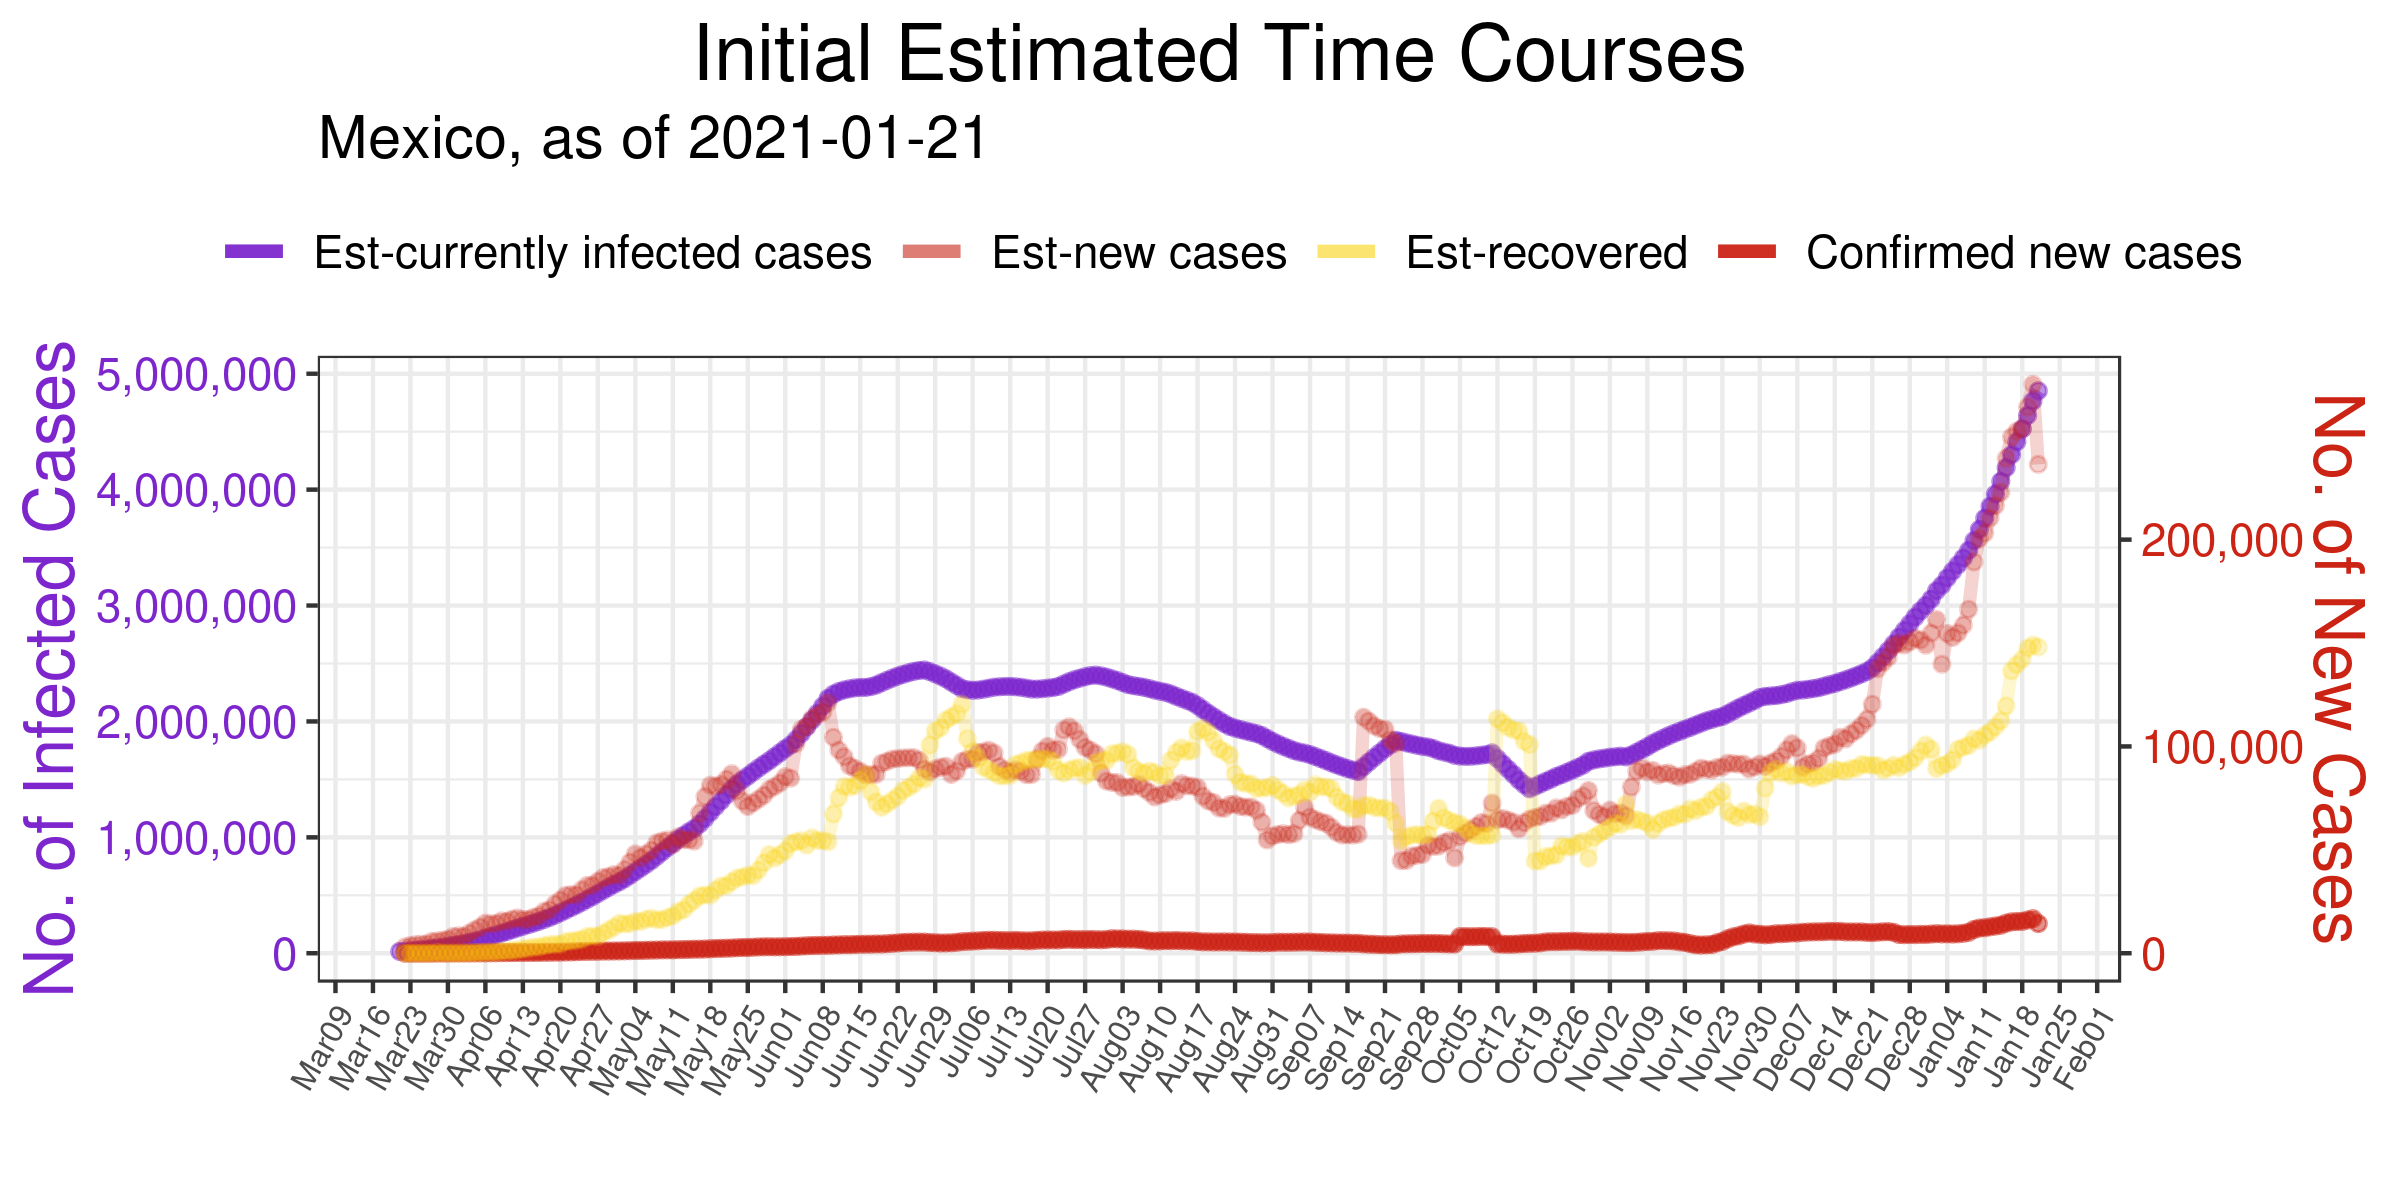 Initial Estimated Time Courses
Mexico, as of 2021-01-21
Est-currently infected cases Est-new cases Est-recovered Confirmed new cases
No. of Infected Cases
5,000,000
4,000,000
3,000,000
2,000,000
1,000,000
0
200,000
100,000
0
No. of New Cases
Mar09 Mar16 Mar23 Mar30 Apr06 Apr13 Apr20 Apr27 May04 May11 May18 May25 Jun01 Jun08 Jun15 Jun22 Jun29 Jul06 Jul13 Jul20 Jul27 Aug03 Aug10 Aug17 Aug24 Aug31 Sep07 Sep14 Sep21 Sep28 Oct05 Oct12 Oct19 Oct26 Nov02 Nov09 Nov16 Nov23 Nov30 Dec07 Dec14 Dec21 Dec28 Jan04 Jan11 Jan18 Jan25 Feb01